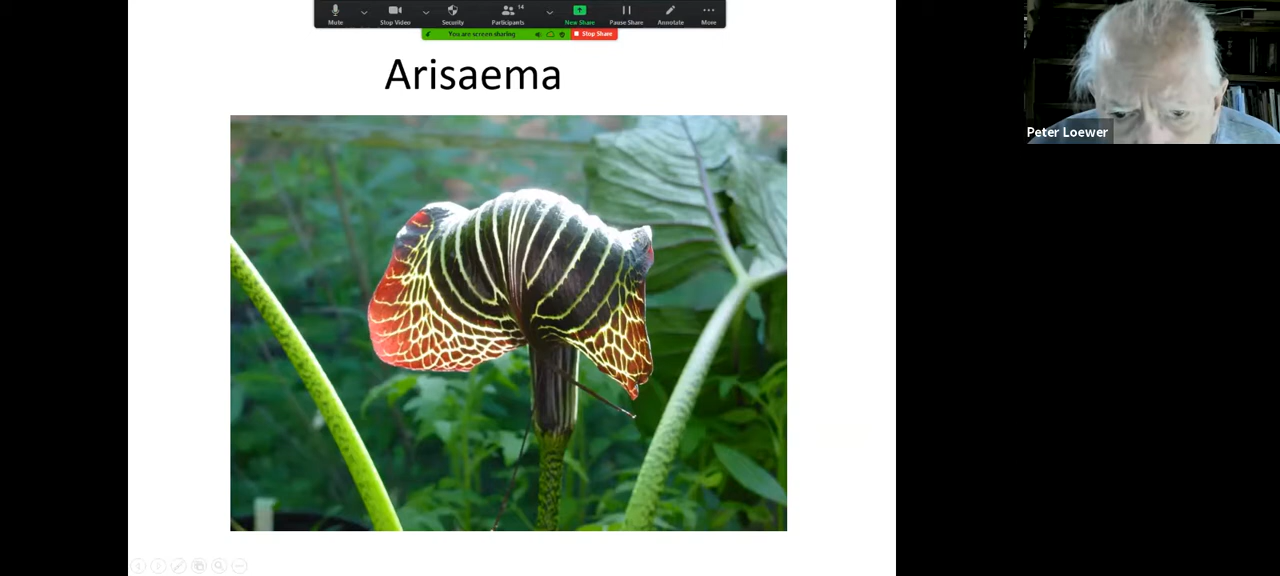 14
Mute Stop Video Security Participants New Share Pause Share Annotate More
You are screen sharing Stop Share
Arisaema
Peter Loewer